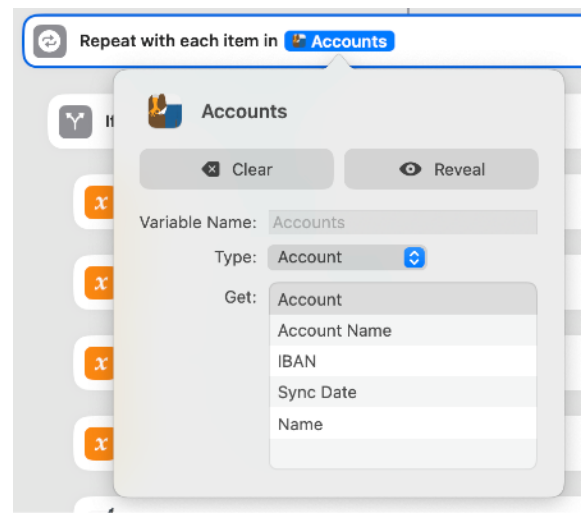 Repeat with each item in Accounts
Accounts
Clear
Reveal
Variable Name: Accounts
Type: Account
Get: Account
Account Name
IBAN
Sync Date
Name
x
x
x
x